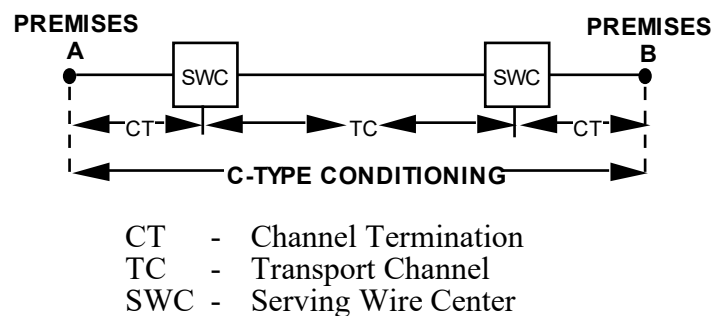 PREMISES
A
PREMISES
B
SWC
SWC
CT
TC
CT
C-TYPE CONDITIONING
CT - Channel Termination
TC - Transport Channel
SWC - Serving Wire Center